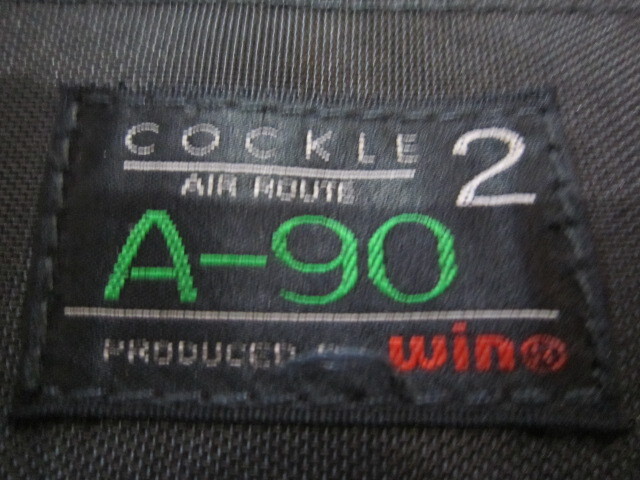 COCKLE 2
AIR ROUTE
A-90
PRODUCED win®